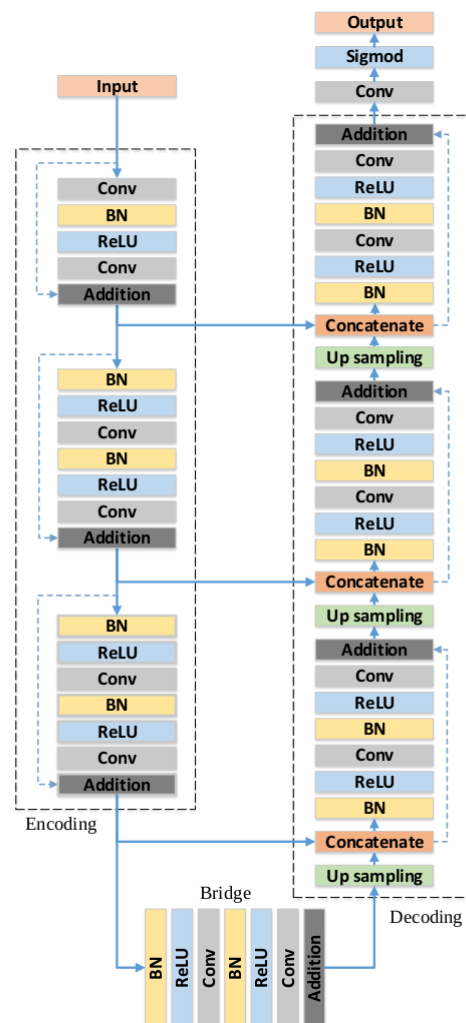 Input
Conv
BN
ReLU
Conv
Addition
BN
ReLU
Conv
BN
ReLU
Conv
Addition
BN
ReLU
Conv
BN
ReLU
Conv
Addition
Encoding
Bridge
BN
ReLU
Conv
BN
ReLU
Conv
Addition
Output
Sigmod
Conv
Addition
Conv
ReLU
BN
Conv
ReLU
BN
Concatenate
Up sampling
Addition
Conv
ReLU
BN
Conv
ReLU
BN
Concatenate
Up sampling
Addition
Conv
ReLU
BN
Conv
ReLU
BN
Concatenate
Up sampling
Decoding